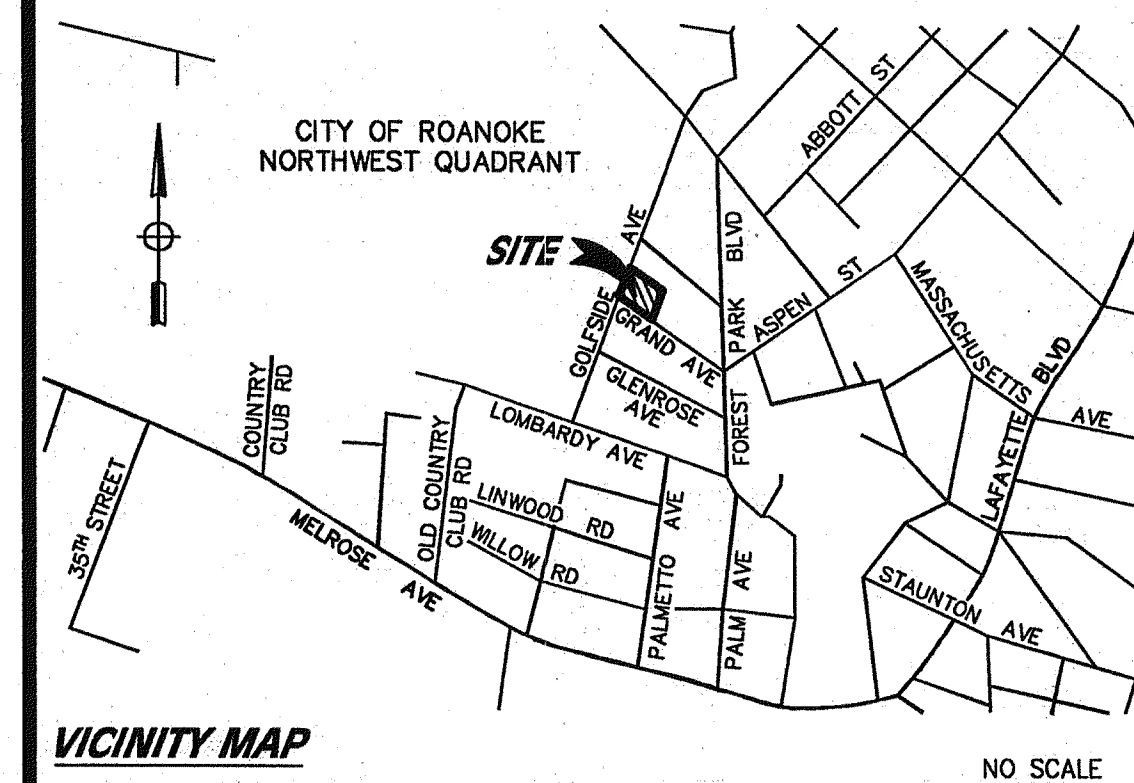 CITY OF ROANOKE
NORTHWEST QUADRANT
ABBOTT ST
SITE
GOLFSIDE AVE
GRAND AVE
FOREST PARK BLVD
ASPEN ST
MASSACHUSETTS AVE
LAFAYETTE BLVD
GLENROSE
AVE
LOMBARDY AVE
COUNTRY
CLUB RD
OLD COUNTRY
CLUB RD
LINWOOD RD
WILLOW RD
35TH STREET
MELROSE AVE
PALMETTO AVE
PALM AVE
STAUNTON AVE
VICINITY MAP
NO SCALE